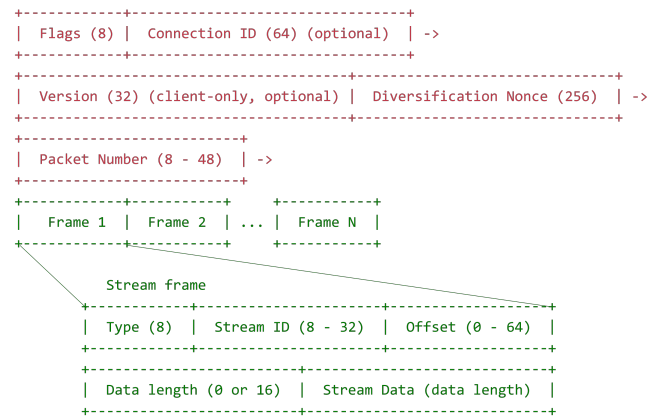 Flags (8) | Connection ID (64) (optional) | ->
Version (32) (client-only, optional) | Diversification Nonce (256) | ->
Packet Number (8 - 48) | ->
Frame 1 | Frame 2 | ... | Frame N |
Stream frame
Type (8) | Stream ID (8 - 32) | Offset (0 - 64) |
Data length (0 or 16) | Stream Data (data length) |